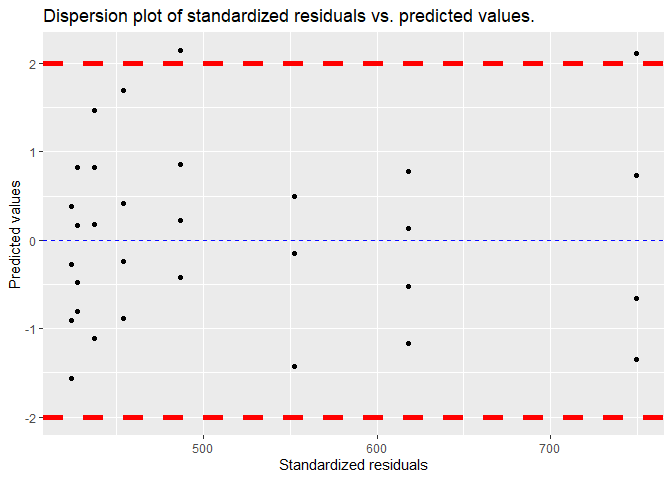 Dispersion plot of standardized residuals vs. predicted values.
Predicted values
2
1
0
-1
-2
500
600
700
Standardized residuals